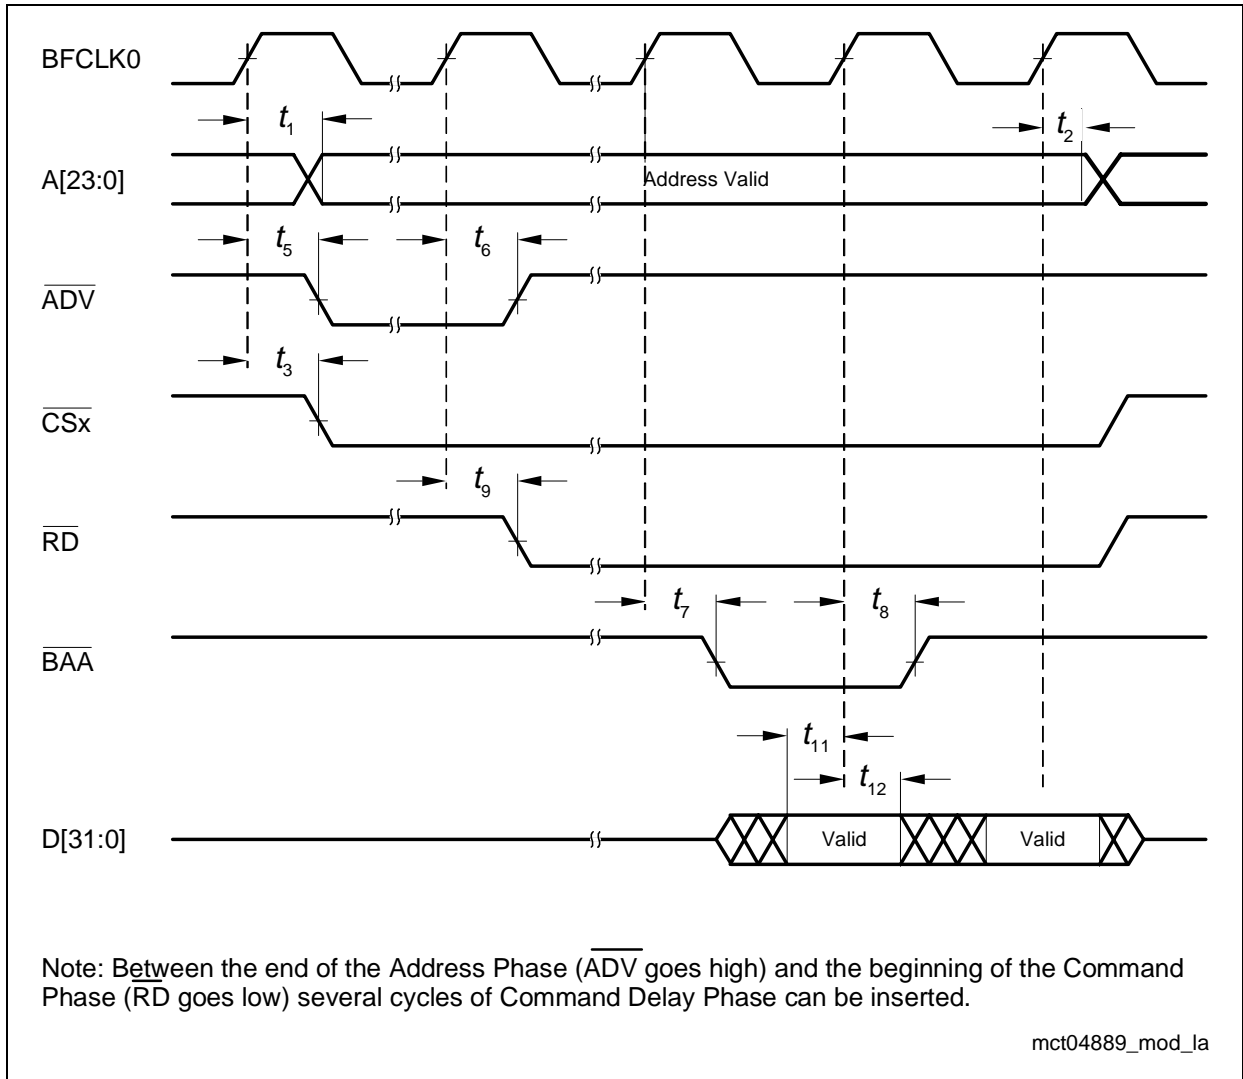 BFCLK0
t1
t2
A[23:0]
Address Valid
t5
t6
ADV
t3
CSx
t9
RD
t7
t8
BAA
t11
t12
D[31:0]
Valid
Valid
Note: Between the end of the Address Phase (ADV goes high) and the beginning of the Command
Phase (RD goes low) several cycles of Command Delay Phase can be inserted.
mct04889_mod_la